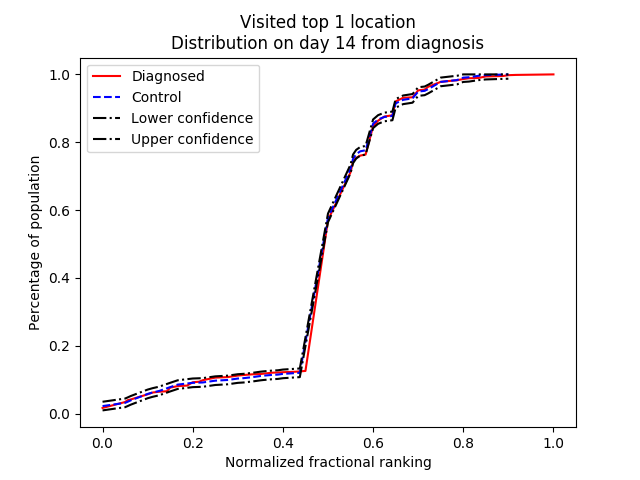 Visited top 1 location
Distribution on day 14 from diagnosis
Diagnosed
Control
Lower confidence
Upper confidence
Percentage of population
1.0
0.8
0.6
0.4
0.2
0.0
0.0 0.2 0.4 0.6 0.8 1.0
Normalized fractional ranking